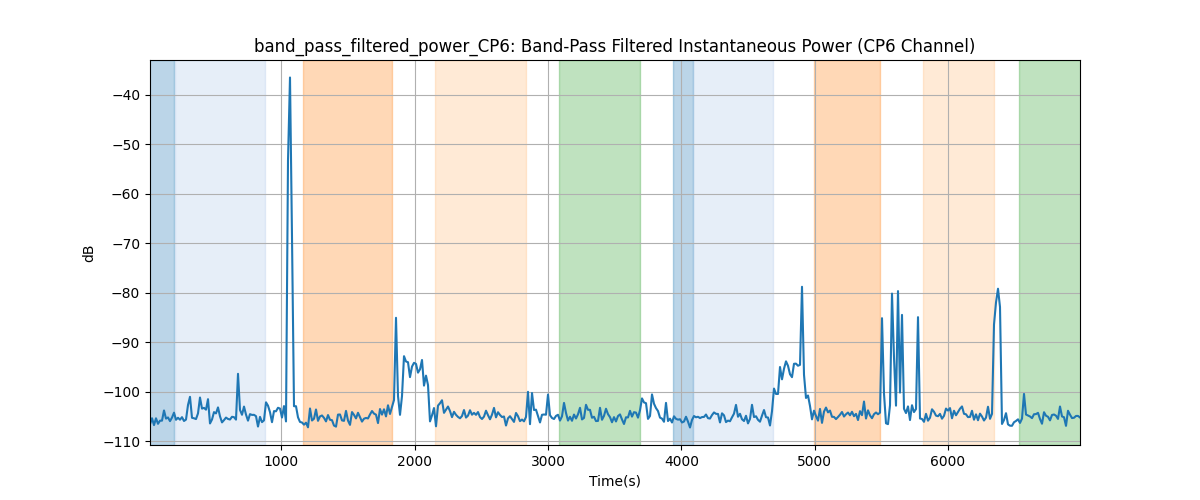 band_pass_filtered_power_CP6: Band-Pass Filtered Instantaneous Power (CP6 Channel)
−40
−50
−60
−70
−80
−90
−100
−110
dB
1000 2000 3000 4000 5000 6000
Time(s)